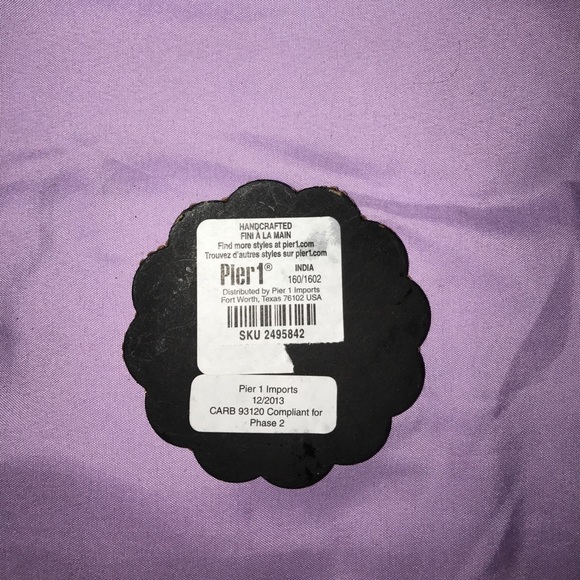 HANDCRAFTED
FINI À LA MAIN
Find more styles at pier1.com
Trouvez d'autres styles sur pier1.com
Pier1® INDIA
160/1602
Distributed by Pier 1 Imports
Fort Worth, Texas 76102 USA
SKU 2495842
Pier 1 Imports
12/2013
CARB 93120 Compliant for
Phase 2